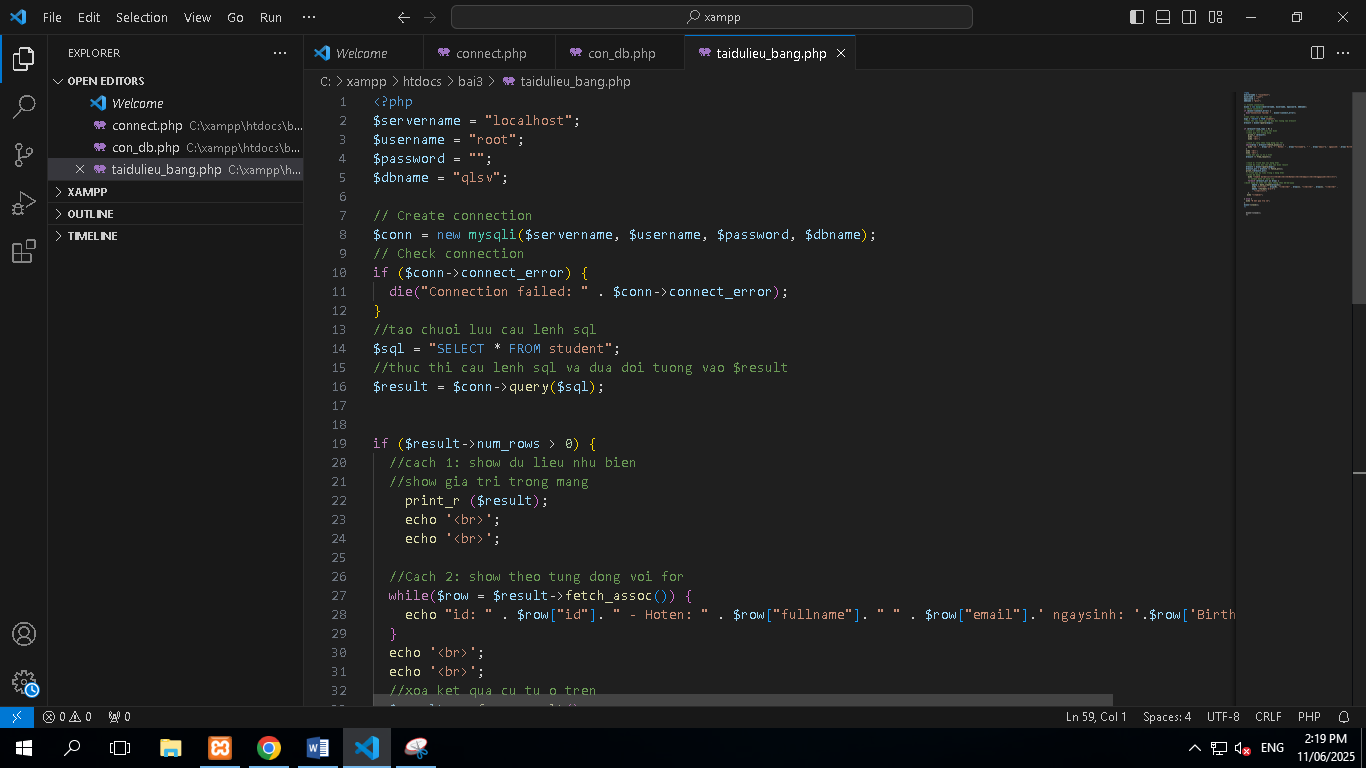 File Edit Selection View Go Run ··· xampp
EXPLORER ···
OPEN EDITORS
Welcome
connect.php C:\xampp\htdocs\b...
con_db.php C:\xampp\htdocs\b...
taidulieu_bang.php C:\xampp\h...
XAMPP
OUTLINE
TIMELINE
Welcome connect.php con_db.php taidulieu_bang.php
C: > xampp > htdocs > bai3 > taidulieu_bang.php
1 <?php
2 $servername = "localhost";
3 $username = "root";
4 $password = "";
5 $dbname = "qlsv";
6
7 // Create connection
8 $conn = new mysqli($servername, $username, $password, $dbname);
9 // Check connection
10 if ($conn->connect_error) {
11 die("Connection failed: " . $conn->connect_error);
12 }
13 //tao chuoi luu cau lenh sql
14 $sql = "SELECT * FROM student";
15 //thuc thi cau lenh sql va dua doi tuong vao $result
16 $result = $conn->query($sql);
17
18
19 if ($result->num_rows > 0) {
20 //cach 1: show du lieu nhu bien
21 //show gia tri trong mang
22 print_r ($result);
23 echo '<br>';
24 echo '<br>';
25
26 //Cach 2: show theo tung dong voi for
27 while($row = $result->fetch_assoc()) {
28 echo "id: " . $row["id"]. " - Hoten: " . $row["fullname"]. " " . $row["email"].' ngaysinh: '.$row['Birth
29 }
30 echo '<br>';
31 echo '<br>';
32 //xoa ket qua cu tu o tren
0 0 0 Ln 59, Col 1 Spaces: 4 UTF-8 CRLF PHP
ENG 2:19 PM
11/06/2025